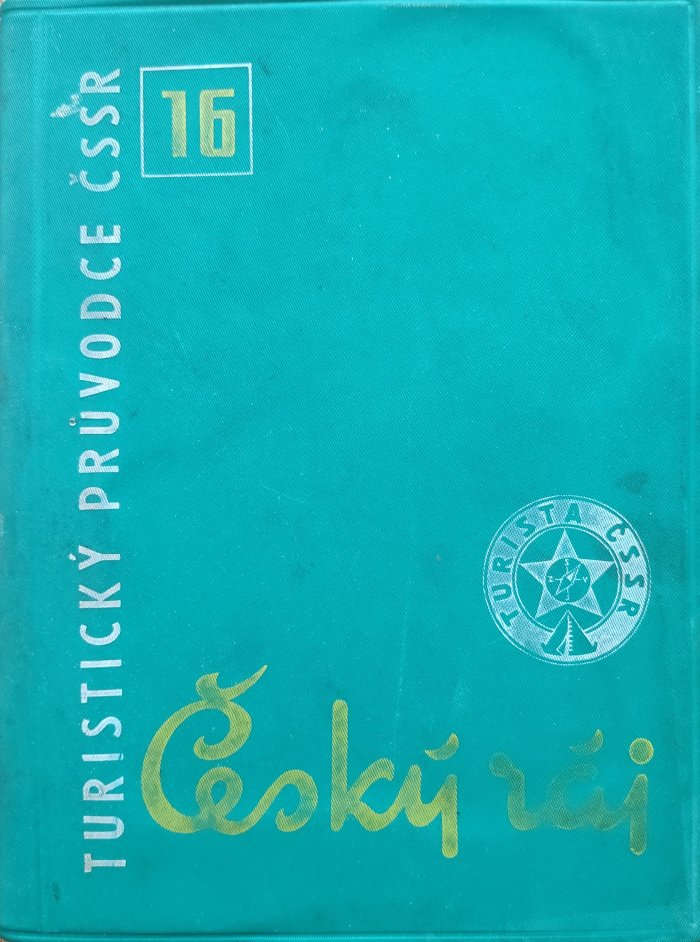 TURISTICKÝ PRŮVODCE ČSSR
16
TURISTA ČSSR
S
Z V
J
Český ráj